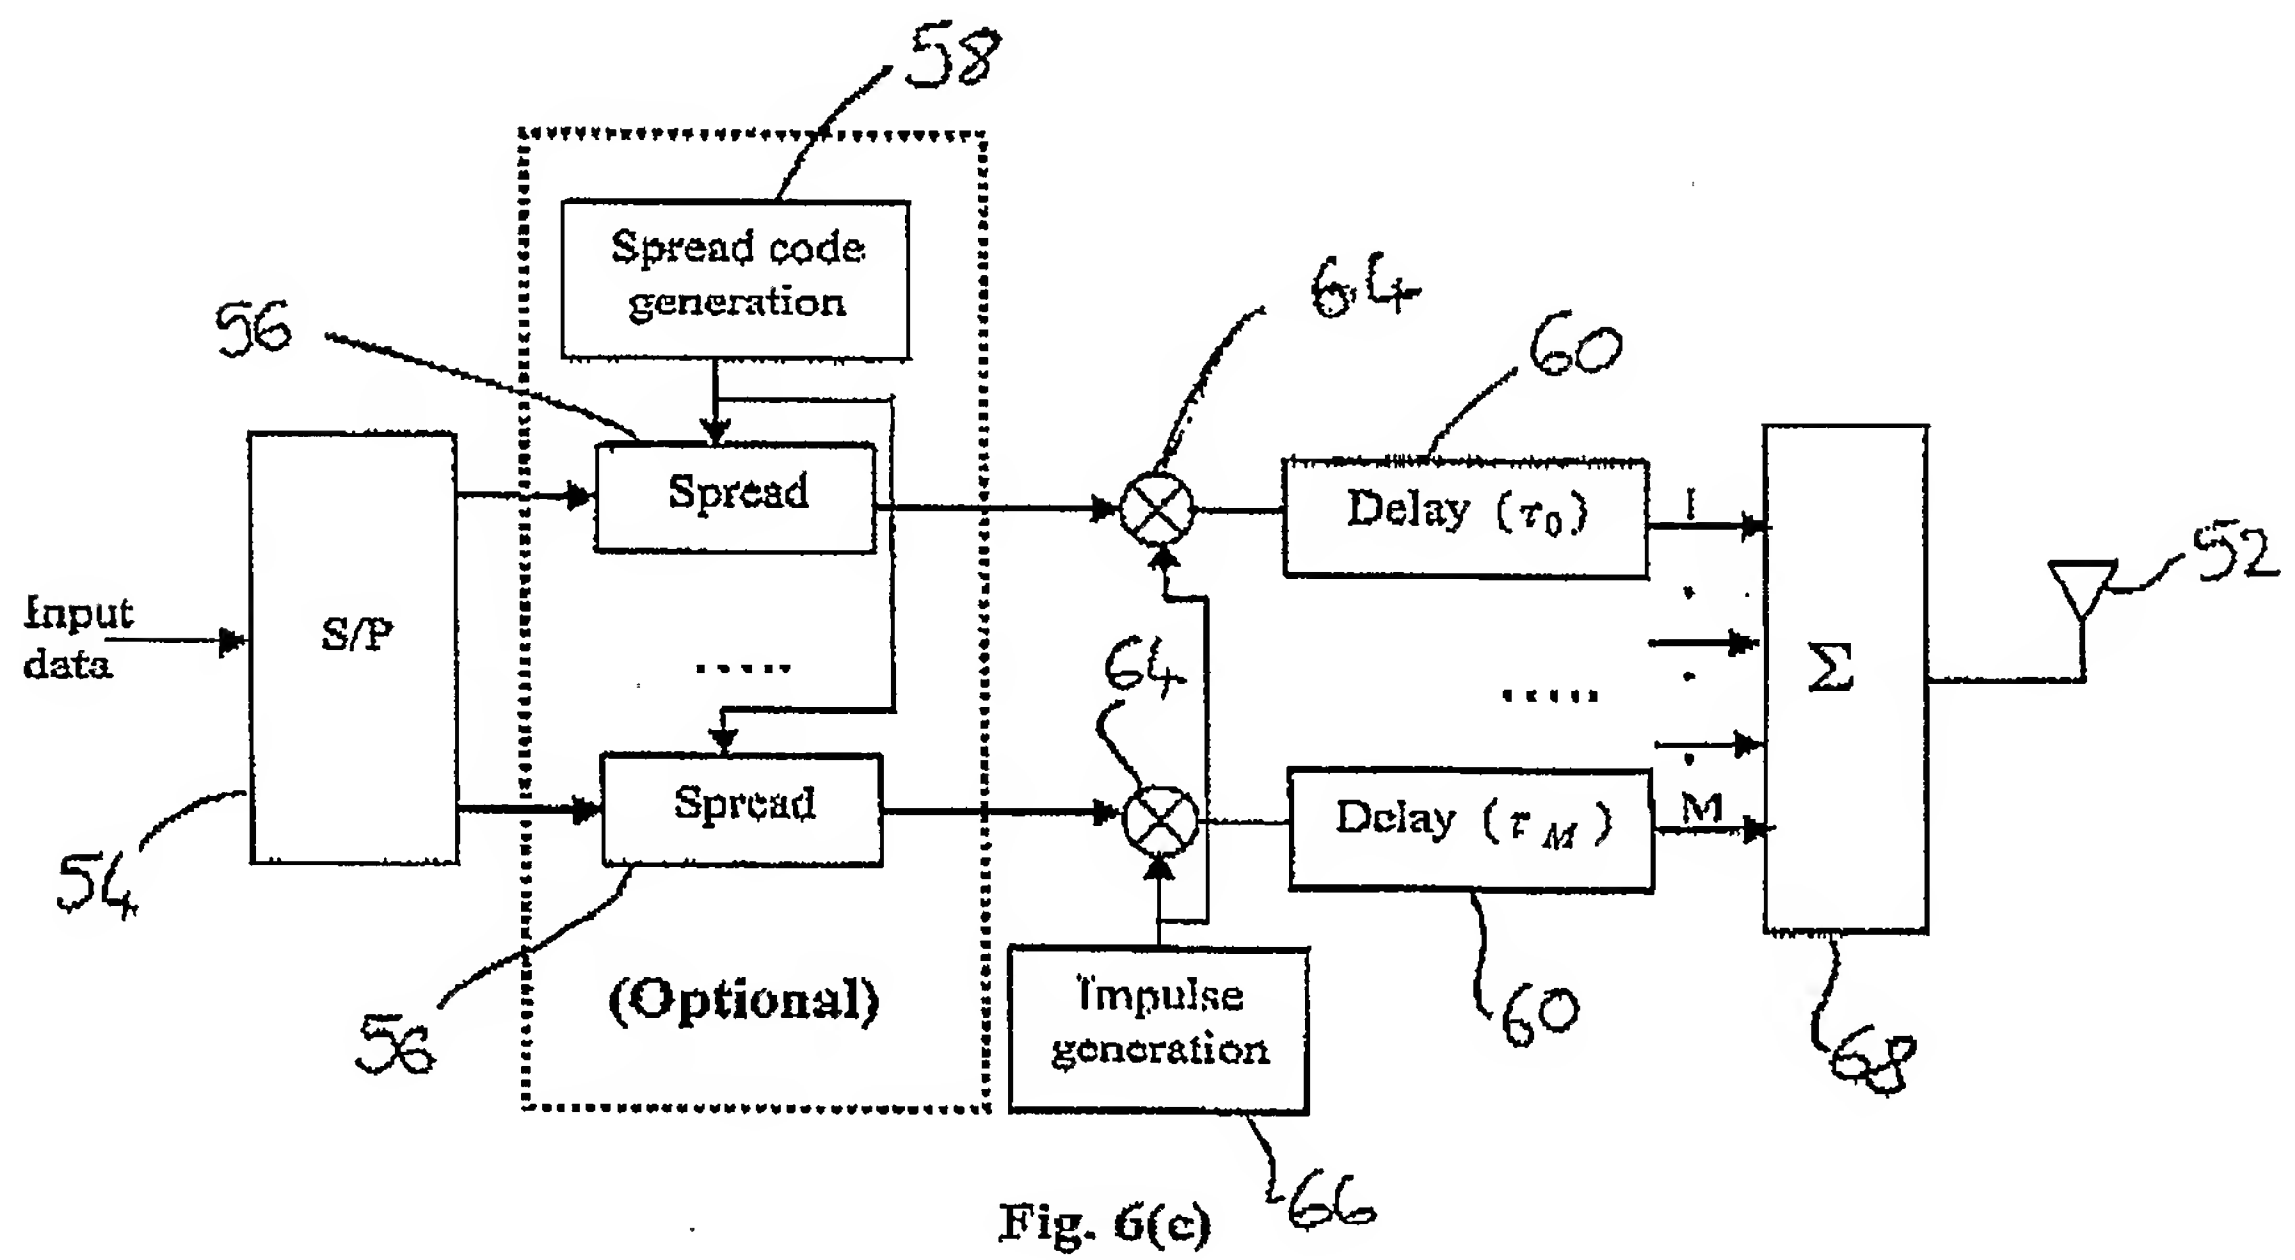 58
Spread code
generation
56
64
60
Spread
Delay (τ0)
1
52
Input
data
S/P
.....
64
.....
Σ
Spread
Delay (τM)
M
54
(Optional)
Impulse
generation
56
60
68
66
Fig. 6(c)